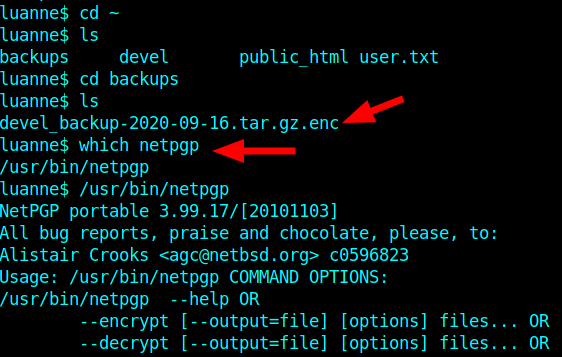 luanne$ cd ~
luanne$ ls
backups     devel       public_html user.txt
luanne$ cd backups
luanne$ ls
devel_backup-2020-09-16.tar.gz.enc
luanne$ which netpgp
/usr/bin/netpgp
luanne$ /usr/bin/netpgp
NetPGP portable 3.99.17/[20101103]
All bug reports, praise and chocolate, please, to:
Alistair Crooks <agc@netbsd.org> c0596823
Usage: /usr/bin/netpgp COMMAND OPTIONS:
/usr/bin/netpgp  --help OR
        --encrypt [--output=file] [options] files... OR
        --decrypt [--output=file] [options] files... OR